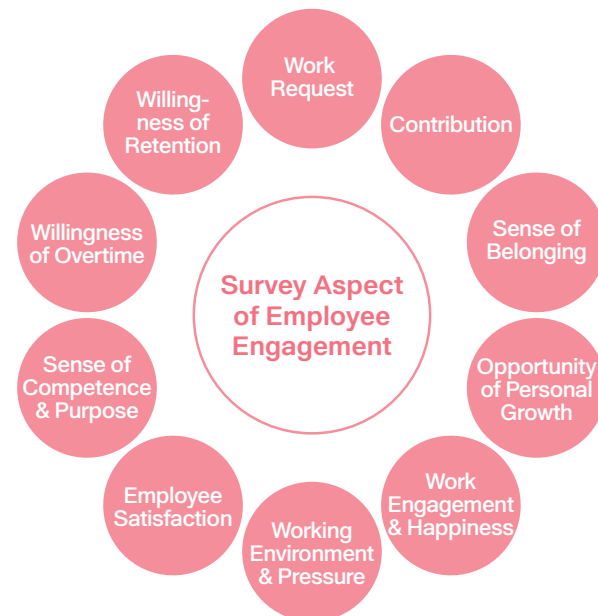 Work
Request
Contribution
Sense of
Belonging
Opportunity
of Personal
Growth
Work
Engagement
& Happiness
Working
Environment
& Pressure
Employee
Satisfaction
Sense of
Competence
& Purpose
Willingness
of Overtime
Willing-
ness of
Retention
Survey Aspect
of Employee
Engagement